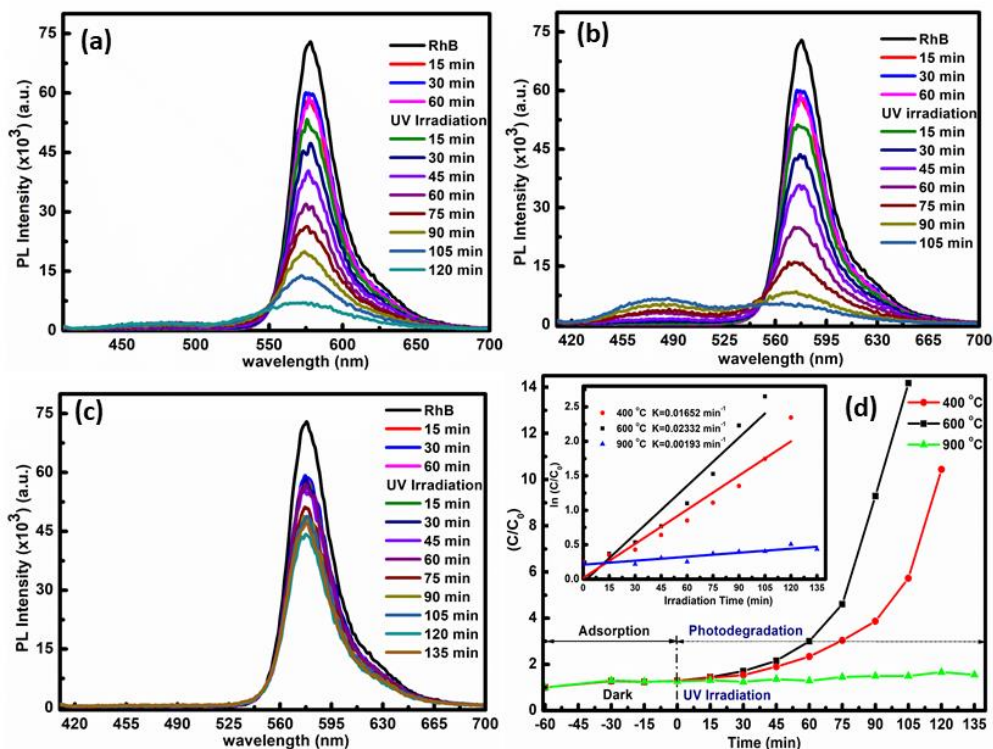 (a)
PL Intensity (x10³) (a.u.)
75
60
45
30
15
0
450
500
550
600
650
700
wavelength (nm)
RhB
15 min
30 min
60 min
UV Irradiation
15 min
30 min
45 min
60 min
75 min
90 min
105 min
120 min
(b)
PL Intensity (x10³) (a.u.)
75
60
45
30
15
0
420
455
490
525
560
595
630
665
700
wavelength (nm)
RhB
15 min
30 min
60 min
UV Irradiation
15 min
30 min
45 min
60 min
75 min
90 min
105 min
(c)
PL Intensity (x10³) (a.u.)
75
60
45
30
15
0
420
455
490
525
560
595
630
665
700
wavelength (nm)
RhB
15 min
30 min
60 min
UV Irradiation
15 min
30 min
45 min
60 min
75 min
90 min
105 min
120 min
135 min
(d)
(C/C₀)
14
12
10
8
6
4
2
0
-60
-45
-30
-15
0
15
30
45
60
75
90
105
120
135
Time (min)
400 °C
600 °C
900 °C
Adsorption
Photodegradation
Dark
UV Irradiation
ln (C/C₀)
2.5
2.0
1.5
1.0
0.5
0.0
0
15
30
45
60
75
90
105
120
135
Irradiation Time (min)
400 °C K=0.01652 min⁻¹
600 °C K=0.02332 min⁻¹
900 °C K=0.00193 min⁻¹